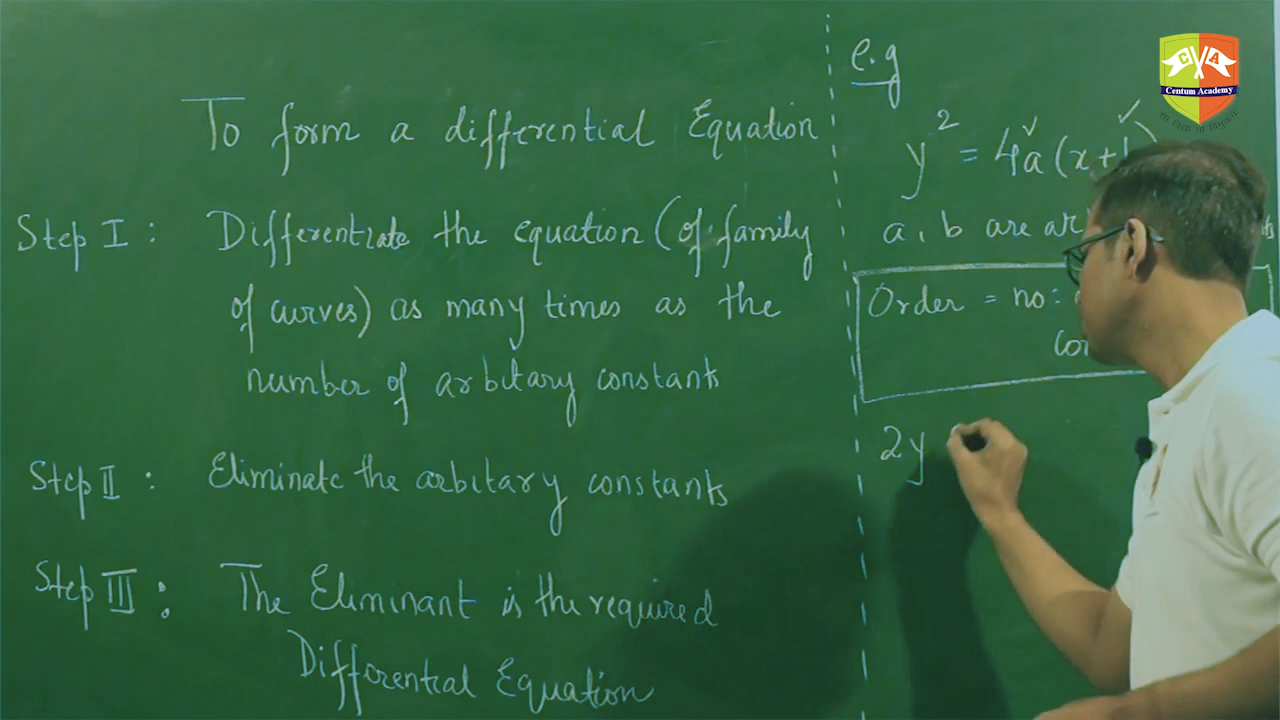 To form a differential Equation
Step I : Differentiate the equation (of family
of curves) as many times as the
number of arbitary constants
Step II : Eliminate the arbitary constants
Step III : The Eliminant is the required
Differential Equation
e.g
y² = 4a (x+
a, b are ar
Order = no:
2y
CA
Centum Academy